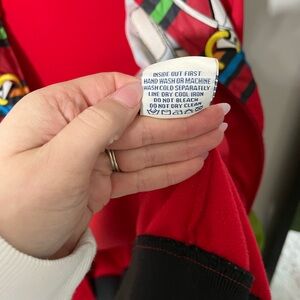 INSIDE OUT FIRST
HAND WASH OR MACHINE
WASH COLD SEPARATELY
LINE DRY COOL IRON
DO NOT BLEACH
DO NOT DRY CLEAN